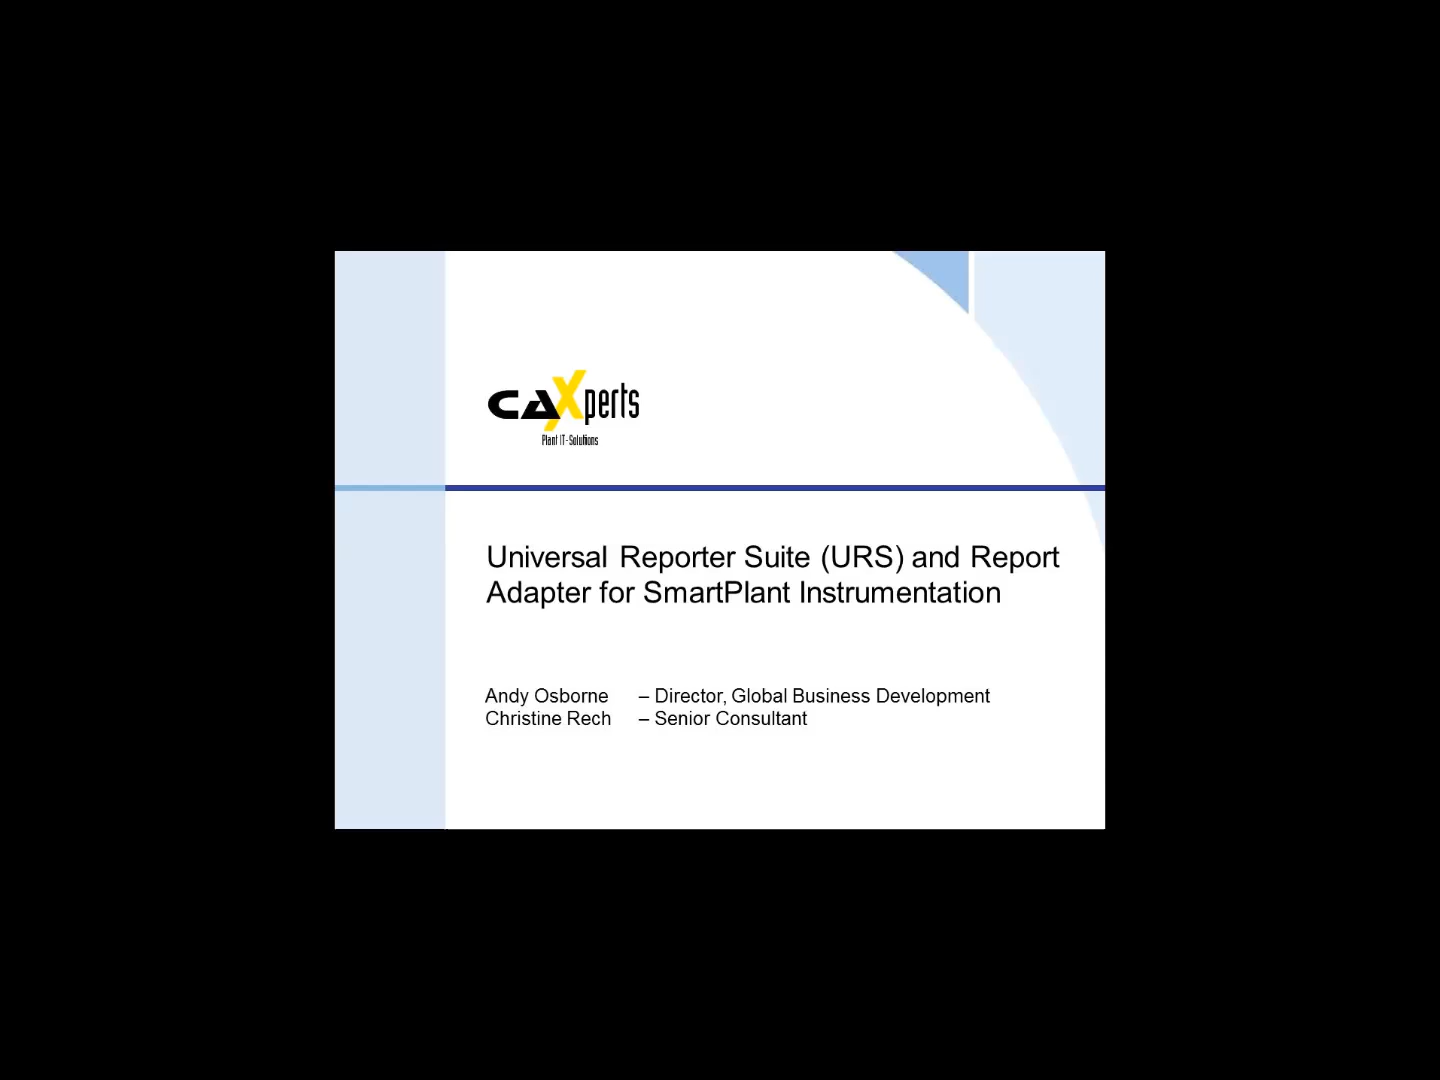 CAXperts
Plant IT-Solutions
Universal Reporter Suite (URS) and Report
Adapter for SmartPlant Instrumentation
Andy Osborne – Director, Global Business Development
Christine Rech – Senior Consultant